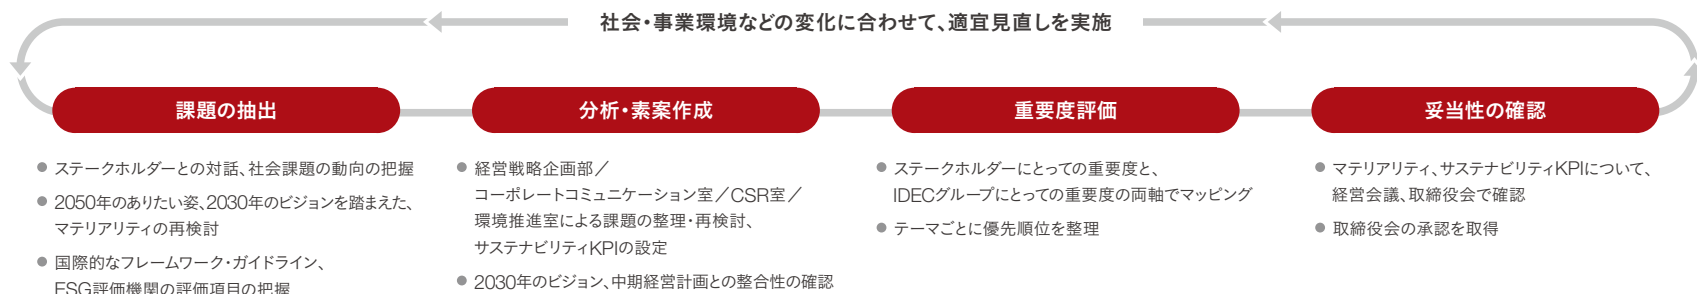 社会・事業環境などの変化に合わせて、適宜見直しを実施
課題の抽出
ステークホルダーとの対話、社会課題の動向の把握
2050年のありたい姿、2030年のビジョンを踏まえた、
マテリアリティの再検討
国際的なフレームワーク・ガイドライン、
ESG評価機関の評価項目の把握
分析・素案作成
経営戦略企画部／
コーポレートコミュニケーション室／CSR室／
環境推進室による課題の整理・再検討、
サステナビリティKPIの設定
2030年のビジョン、中期経営計画との整合性の確認
重要度評価
ステークホルダーにとっての重要度と、
IDECグループにとっての重要度の両軸でマッピング
テーマごとに優先順位を整理
妥当性の確認
マテリアリティ、サステナビリティKPIについて、
経営会議、取締役会で確認
取締役会の承認を取得